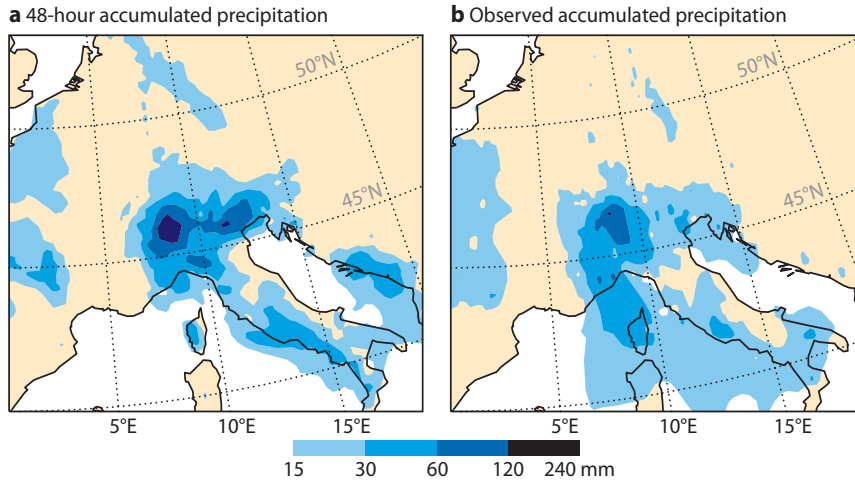 a 48-hour accumulated precipitation
b Observed accumulated precipitation
50°N
45°N
50°N
45°N
5°E 10°E 15°E
5°E 10°E 15°E
15 30 60 120 240 mm